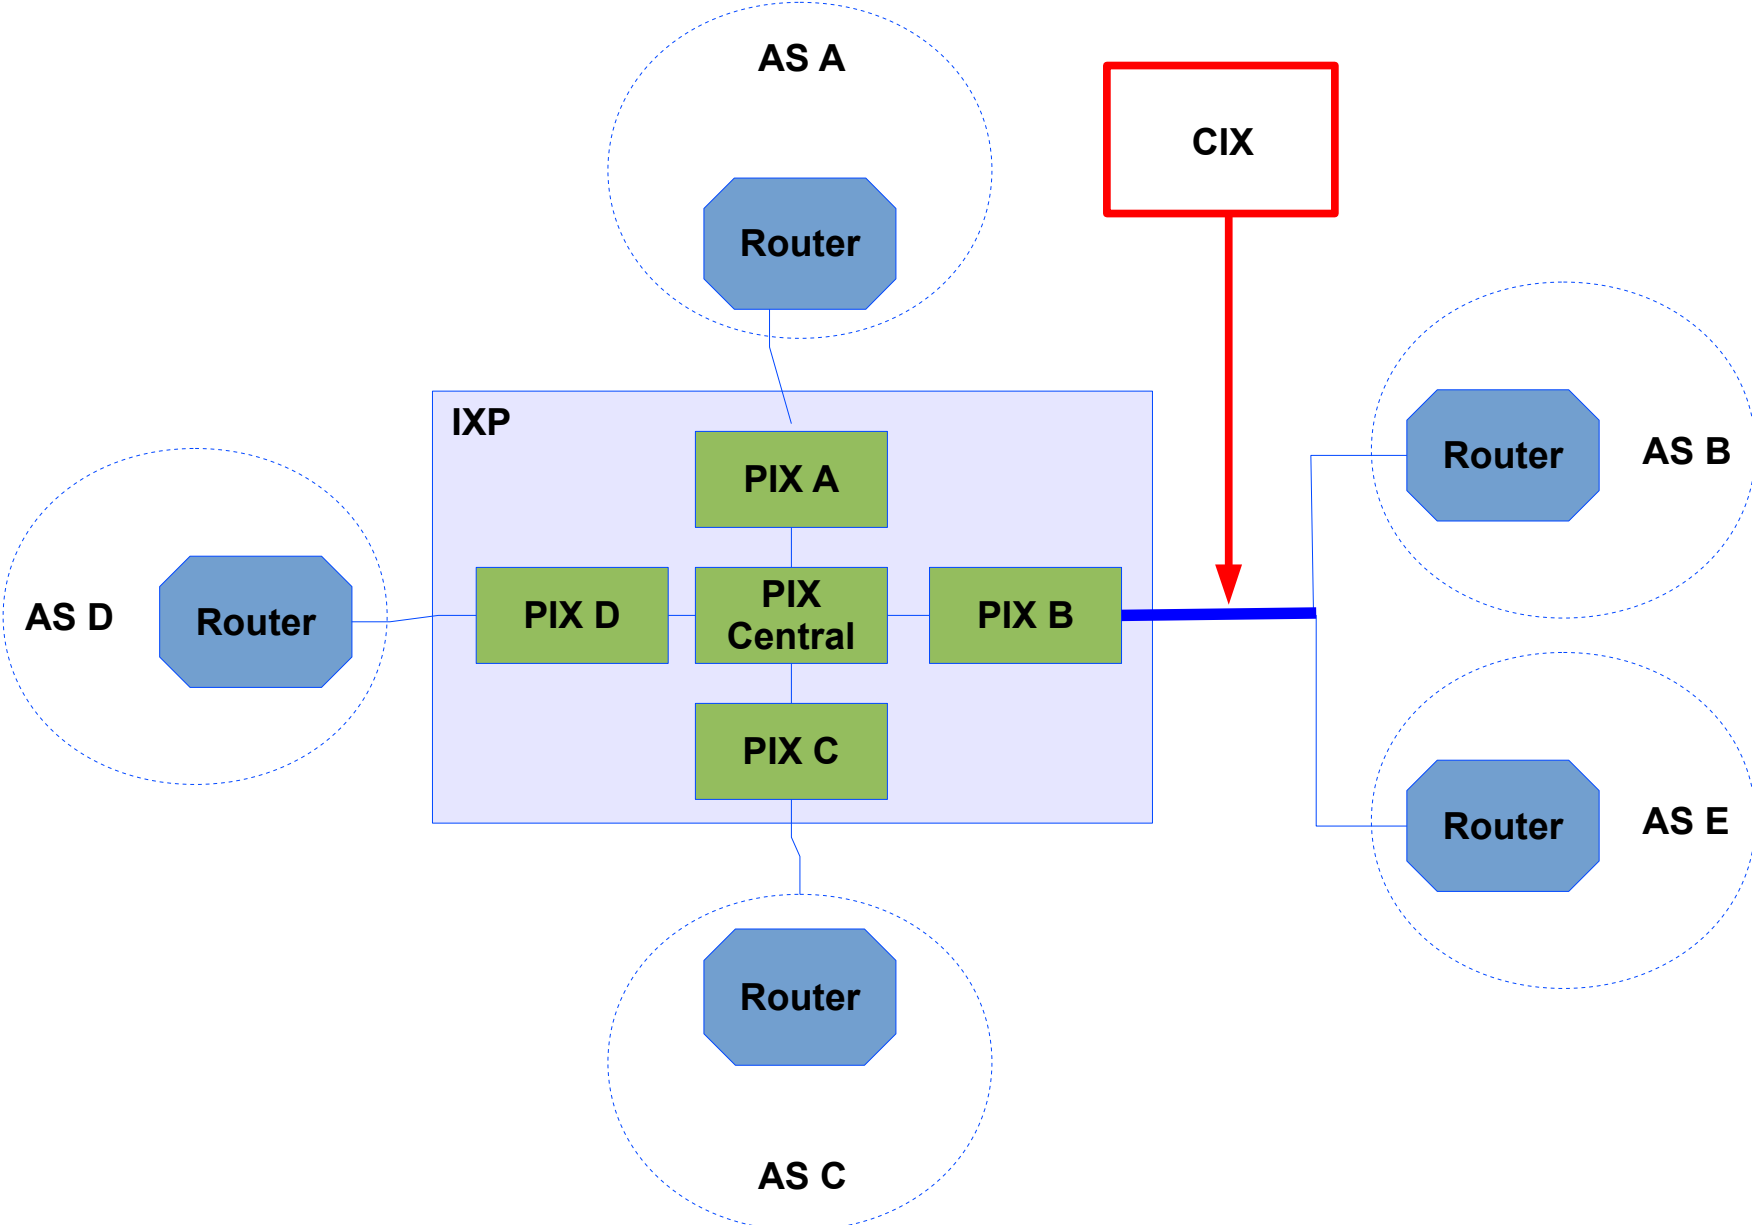 AS A
CIX
Router
IXP
Router
AS B
PIX A
AS D
Router
PIX D
PIX
Central
PIX B
PIX C
Router
AS E
Router
AS C